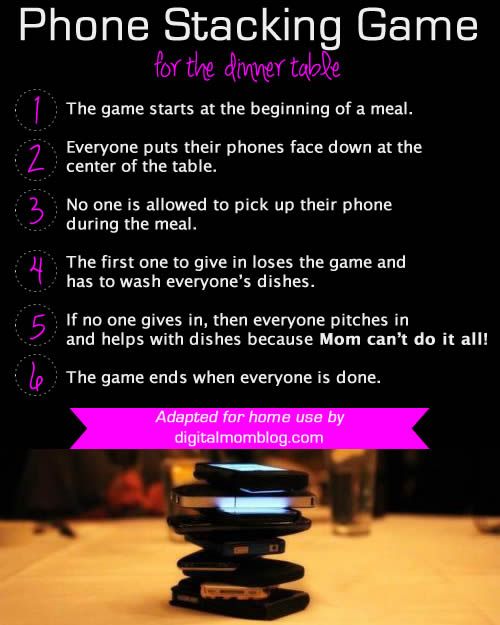 Phone Stacking Game
for the dinner table
1 The game starts at the beginning of a meal.
2 Everyone puts their phones face down at the
center of the table.
3 No one is allowed to pick up their phone
during the meal.
4 The first one to give in loses the game and
has to wash everyone's dishes.
5 If no one gives in, then everyone pitches in
and helps with dishes because Mom can't do it all!
6 The game ends when everyone is done.
Adapted for home use by
digitalmomblog.com